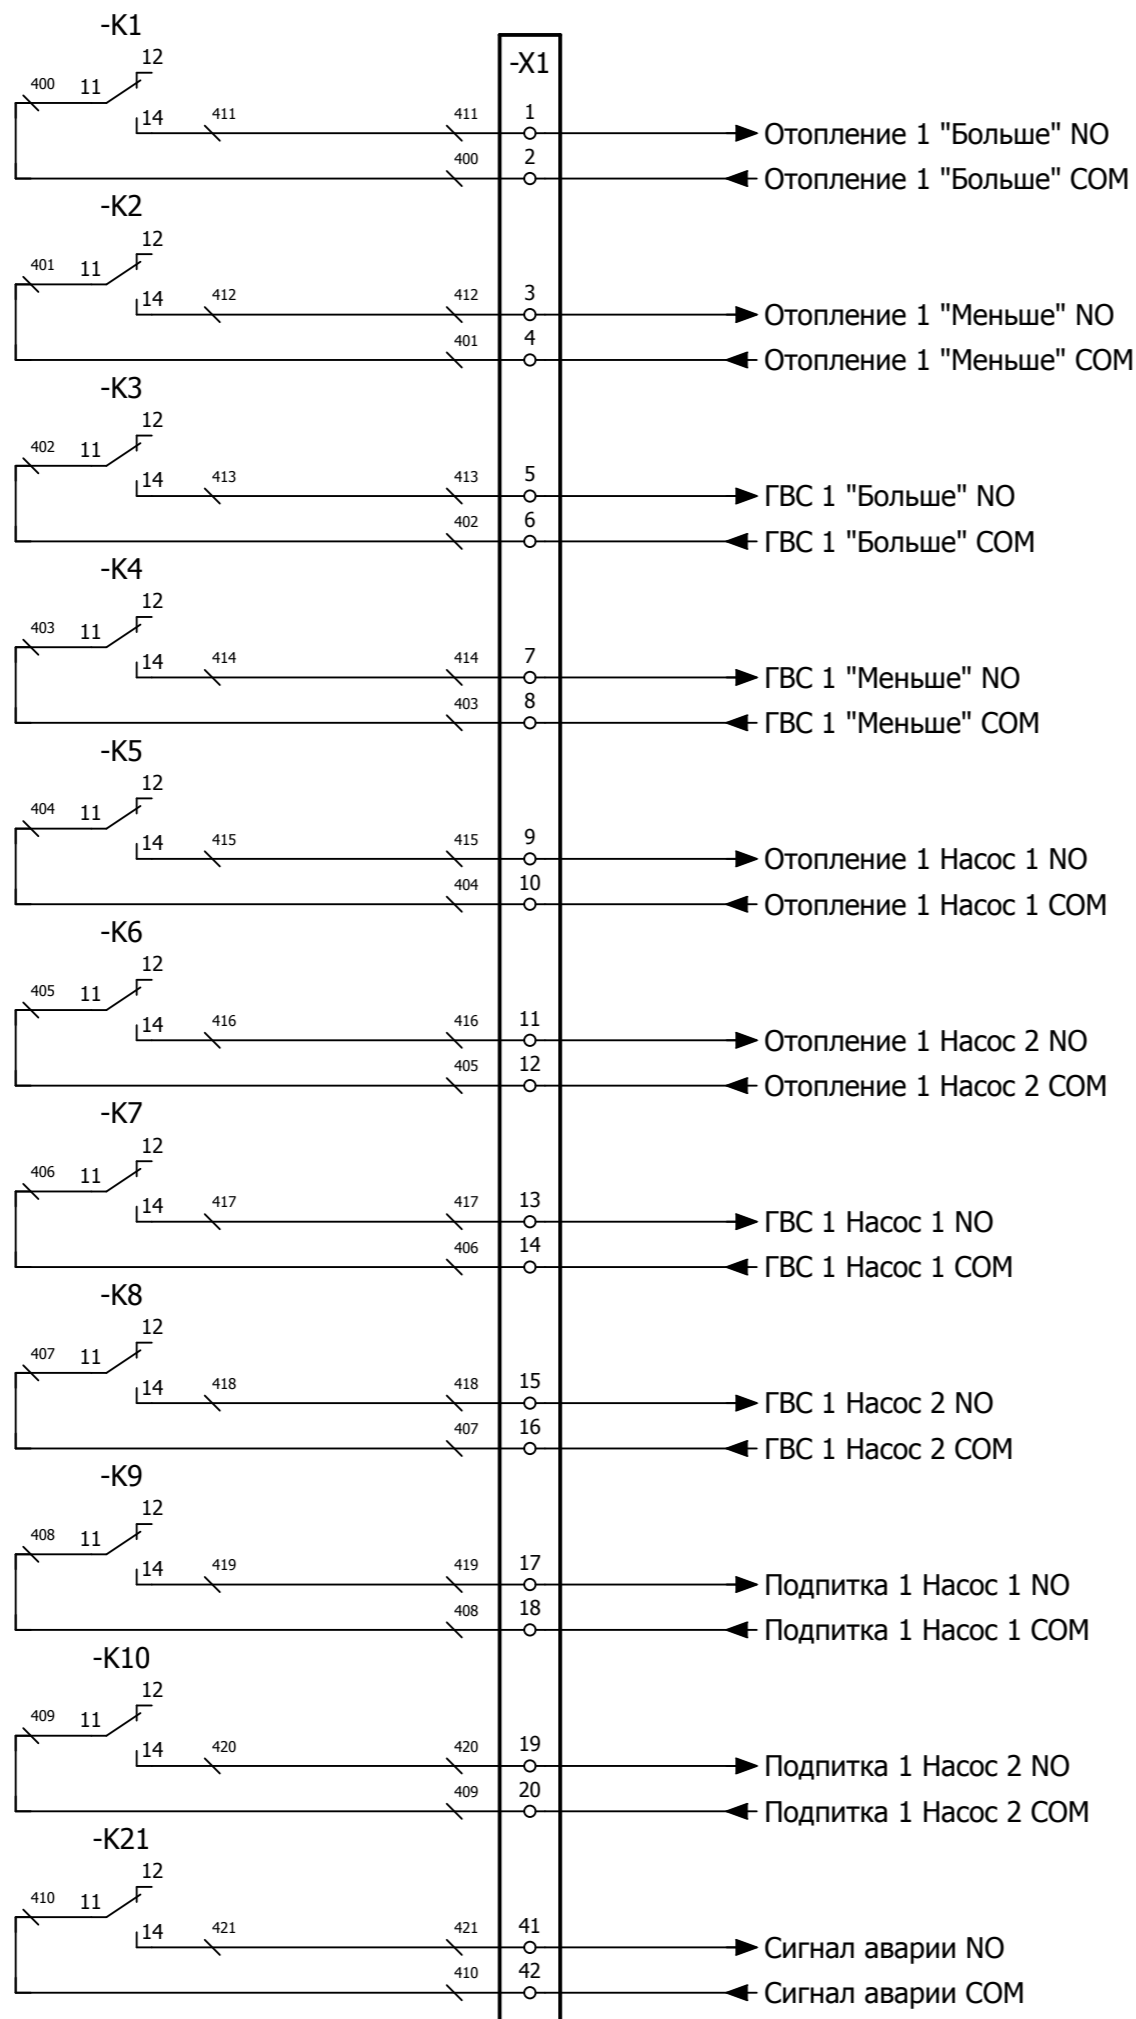 -K1
-X1
12
400 11
14 411 411 1 Отопление 1 "Больше" NO
400 2 Отопление 1 "Больше" COM
-K2
12
401 11
14 412 412 3 Отопление 1 "Меньше" NO
401 4 Отопление 1 "Меньше" COM
-K3
12
402 11
14 413 413 5 ГВС 1 "Больше" NO
402 6 ГВС 1 "Больше" COM
-K4
12
403 11
14 414 414 7 ГВС 1 "Меньше" NO
403 8 ГВС 1 "Меньше" COM
-K5
12
404 11
14 415 415 9 Отопление 1 Насос 1 NO
404 10 Отопление 1 Насос 1 COM
-K6
12
405 11
14 416 416 11 Отопление 1 Насос 2 NO
405 12 Отопление 1 Насос 2 COM
-K7
12
406 11
14 417 417 13 ГВС 1 Насос 1 NO
406 14 ГВС 1 Насос 1 COM
-K8
12
407 11
14 418 418 15 ГВС 1 Насос 2 NO
407 16 ГВС 1 Насос 2 COM
-K9
12
408 11
14 419 419 17 Подпитка 1 Насос 1 NO
408 18 Подпитка 1 Насос 1 COM
-K10
12
409 11
14 420 420 19 Подпитка 1 Насос 2 NO
409 20 Подпитка 1 Насос 2 COM
-K21
12
410 11
14 421 421 41 Сигнал аварии NO
410 42 Сигнал аварии COM